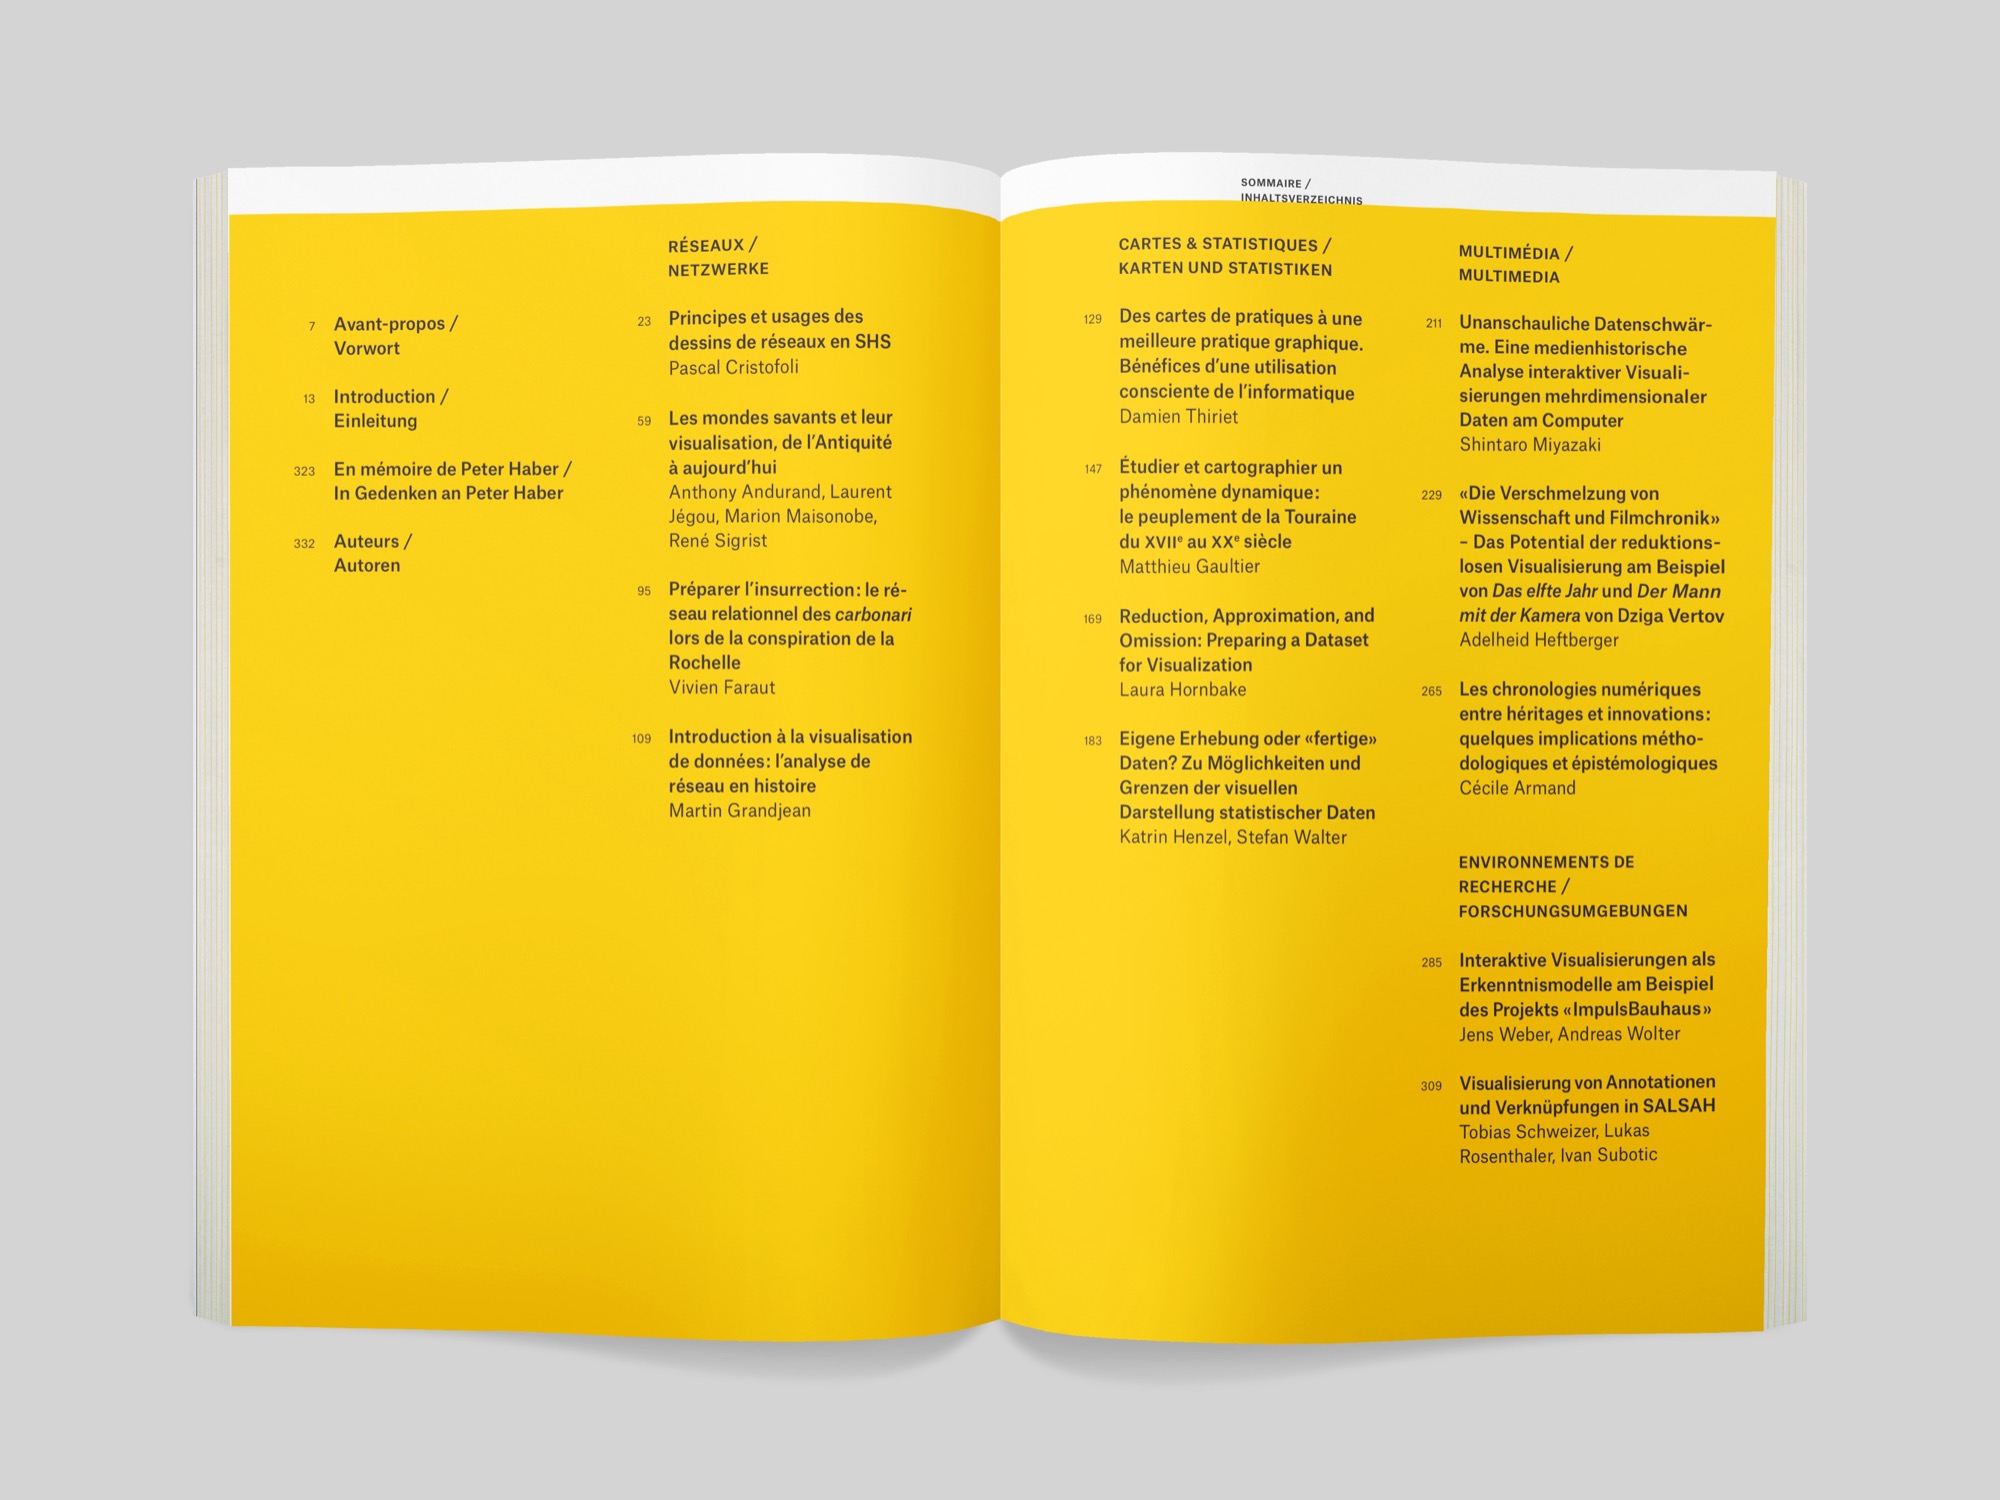 7 Avant-propos /
Vorwort
13 Introduction /
Einleitung
323 En mémoire de Peter Haber /
In Gedenken an Peter Haber
332 Auteurs /
Autoren
RÉSEAUX /
NETZWERKE
23 Principes et usages des
dessins de réseaux en SHS
Pascal Cristofoli
59 Les mondes savants et leur
visualisation, de l’Antiquité
à aujourd’hui
Anthony Andurand, Laurent
Jégou, Marion Maisonobe,
René Sigrist
95 Préparer l’insurrection: le ré-
seau relationnel des carbonari
lors de la conspiration de la
Rochelle
Vivien Faraut
109 Introduction à la visualisation
de données: l’analyse de
réseau en histoire
Martin Grandjean
SOMMAIRE /
INHALTSVERZEICHNIS
CARTES & STATISTIQUES /
KARTEN UND STATISTIKEN
129 Des cartes de pratiques à une
meilleure pratique graphique.
Bénéfices d’une utilisation
consciente de l’informatique
Damien Thiriet
147 Étudier et cartographier un
phénomène dynamique:
le peuplement de la Touraine
du XVIIe au XXe siècle
Matthieu Gaultier
169 Reduction, Approximation, and
Omission: Preparing a Dataset
for Visualization
Laura Hornbake
183 Eigene Erhebung oder «fertige»
Daten? Zu Möglichkeiten und
Grenzen der visuellen
Darstellung statistischer Daten
Katrin Henzel, Stefan Walter
MULTIMÉDIA /
MULTIMEDIA
211 Unanschauliche Datenschwär-
me. Eine medienhistorische
Analyse interaktiver Visuali-
sierungen mehrdimensionaler
Daten am Computer
Shintaro Miyazaki
229 «Die Verschmelzung von
Wissenschaft und Filmchronik»
– Das Potential der reduktions-
losen Visualisierung am Beispiel
von Das elfte Jahr und Der Mann
mit der Kamera von Dziga Vertov
Adelheid Heftberger
265 Les chronologies numériques
entre héritages et innovations:
quelques implications métho-
dologiques et épistémologiques
Cécile Armand
ENVIRONNEMENTS DE
RECHERCHE /
FORSCHUNGSUMGEBUNGEN
285 Interaktive Visualisierungen als
Erkenntnismodelle am Beispiel
des Projekts «ImpulsBauhaus»
Jens Weber, Andreas Wolter
309 Visualisierung von Annotationen
und Verknüpfungen in SALSAH
Tobias Schweizer, Lukas
Rosenthaler, Ivan Subotic